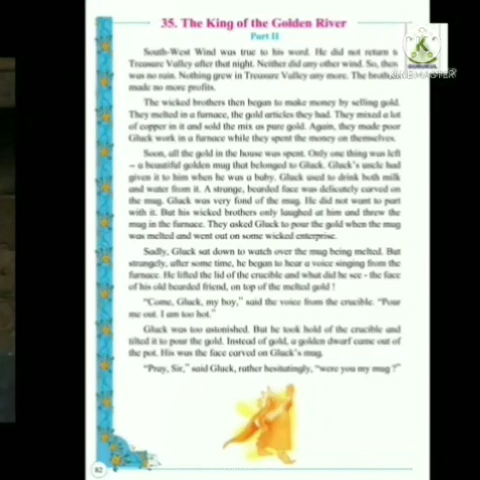 35. The King of the Golden River
Part II
South-West Wind was true to his word. He did not return to
Treasure Valley after that night. Neither did any other wind. So, then
was no rain. Nothing grew in Treasure Valley any more. The brothe
made no more profits.
The wicked brothers then began to make money by selling gold.
They melted in a furnace, the gold articles they had. They mixed a lot
of copper in it and sold the mix as pure gold. Again, they made poor
Gluck work in a furnace while they spent the money on themselves.
Soon, all the gold in the house was spent. Only one thing was left
– a beautiful golden mug that belonged to Gluck. Gluck's uncle had
given it to him when he was a baby. Gluck used to drink both milk
and water from it. A strange, bearded face was delicately carved on
the mug. Gluck was very fond of the mug. He did not want to part
with it. But his wicked brothers only laughed at him and threw the
mug in the furnace. They asked Gluck to pour the gold when the mug
was melted and went out on some wicked enterprise.
Sadly, Gluck sat down to watch over the mug being melted. But
strangely, after some time, he began to hear a voice singing from the
furnace. He lifted the lid of the crucible and what did he see - the face
of his old bearded friend, on top of the melted gold !
"Come, Gluck, my boy," said the voice from the crucible. "Pour
me out. I am too hot."
Gluck was too astonished. But he took hold of the crucible and
tilted it to pour the gold. Instead of gold, a golden dwarf came out of
the pot. His was the face carved on Gluck's mug.
"Pray, Sir," said Gluck, rather hesitatingly, "were you my mug ?"
82
K
KINEMASTER